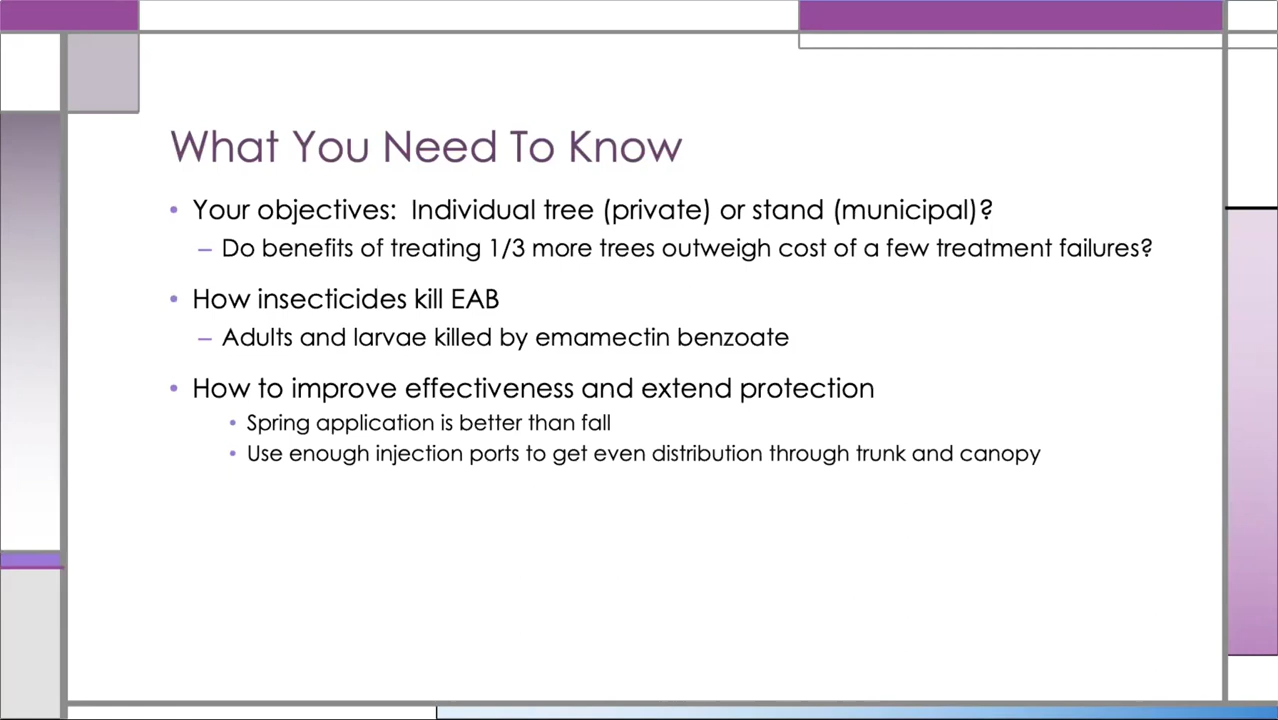 What You Need To Know
• Your objectives:  Individual tree (private) or stand (municipal)?
– Do benefits of treating 1/3 more trees outweigh cost of a few treatment failures?
• How insecticides kill EAB
– Adults and larvae killed by emamectin benzoate
• How to improve effectiveness and extend protection
• Spring application is better than fall
• Use enough injection ports to get even distribution through trunk and canopy